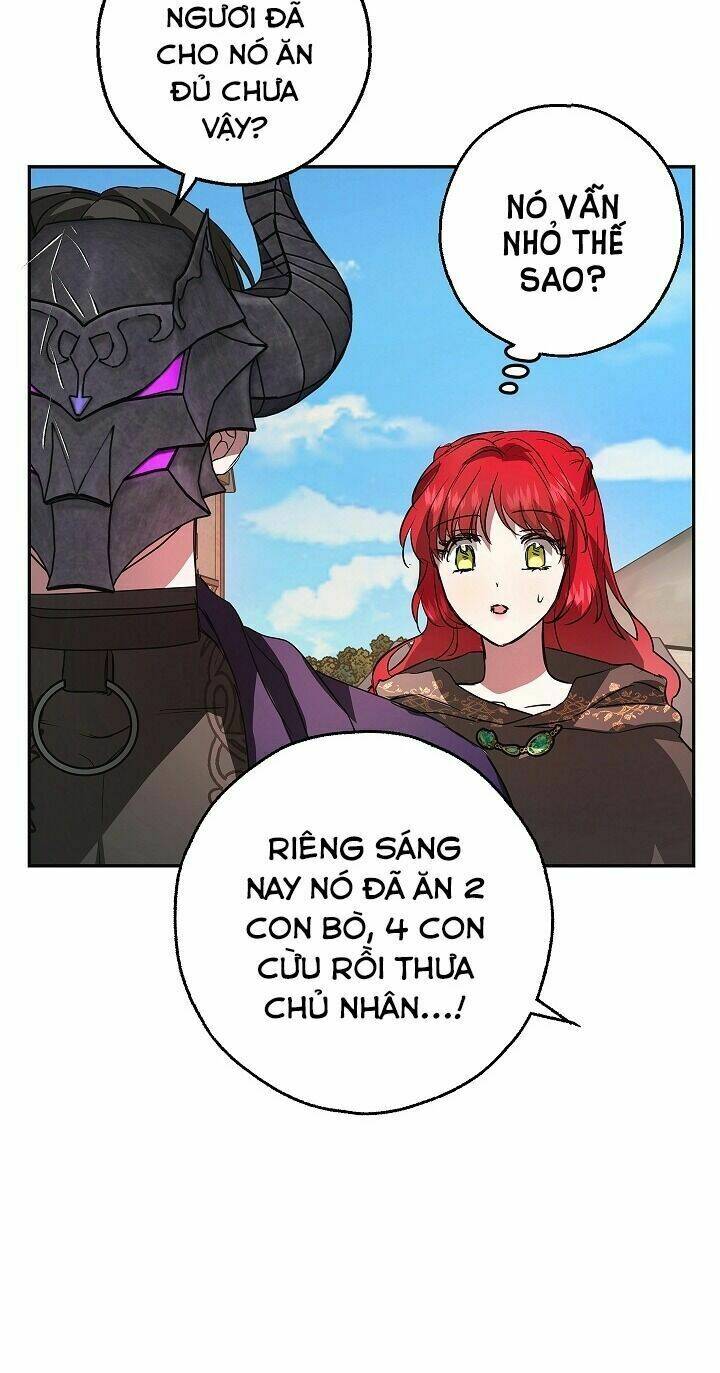 NGƯƠI ĐÃ
CHO NÓ ĂN
ĐỦ CHƯA
VẬY?
NÓ VẪN
NHỎ THẾ
SAO?
RIÊNG SÁNG
NAY NÓ ĐÃ ĂN 2
CON BÒ, 4 CON
CỪU RỒI THƯA
CHỦ NHÂN...!